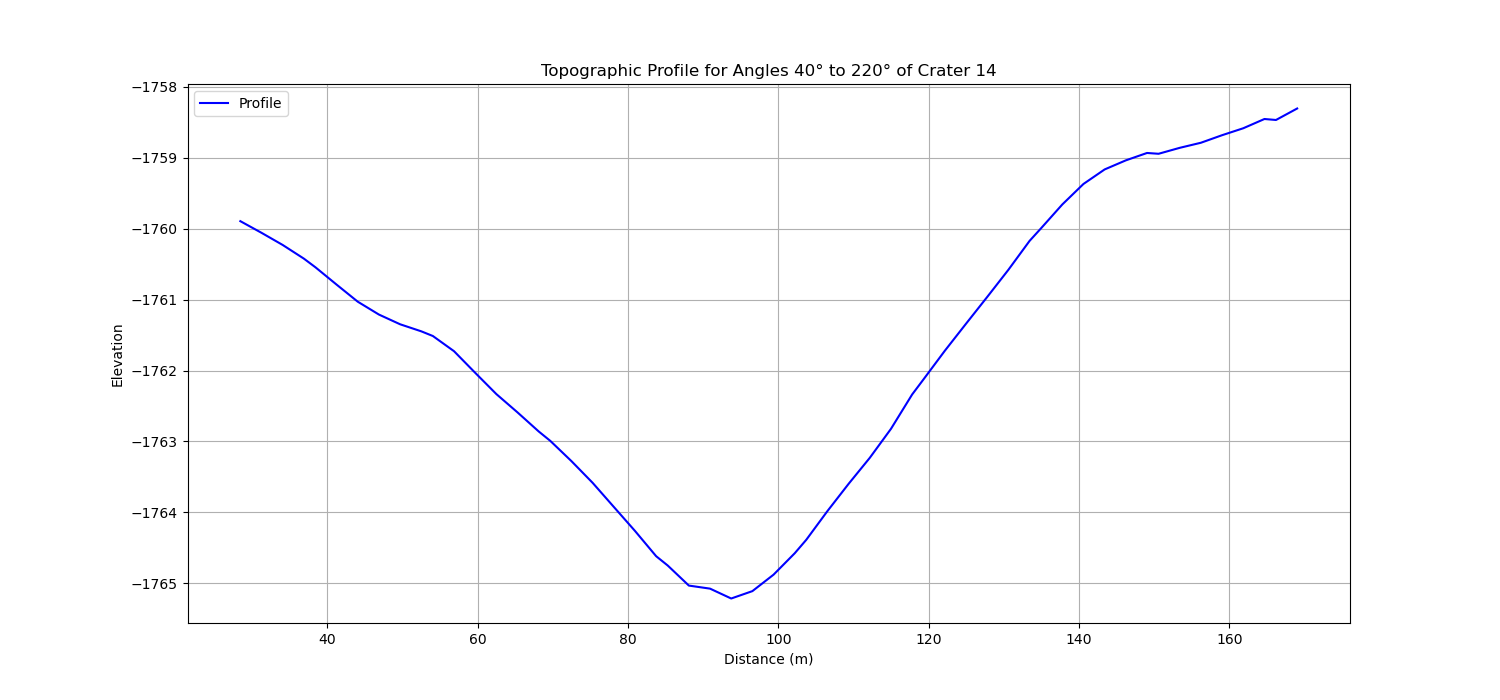 Topographic Profile for Angles 40° to 220° of Crater 14
Profile
−1758
−1759
−1760
−1761
−1762
−1763
−1764
−1765
Elevation
40 60 80 100 120 140 160
Distance (m)